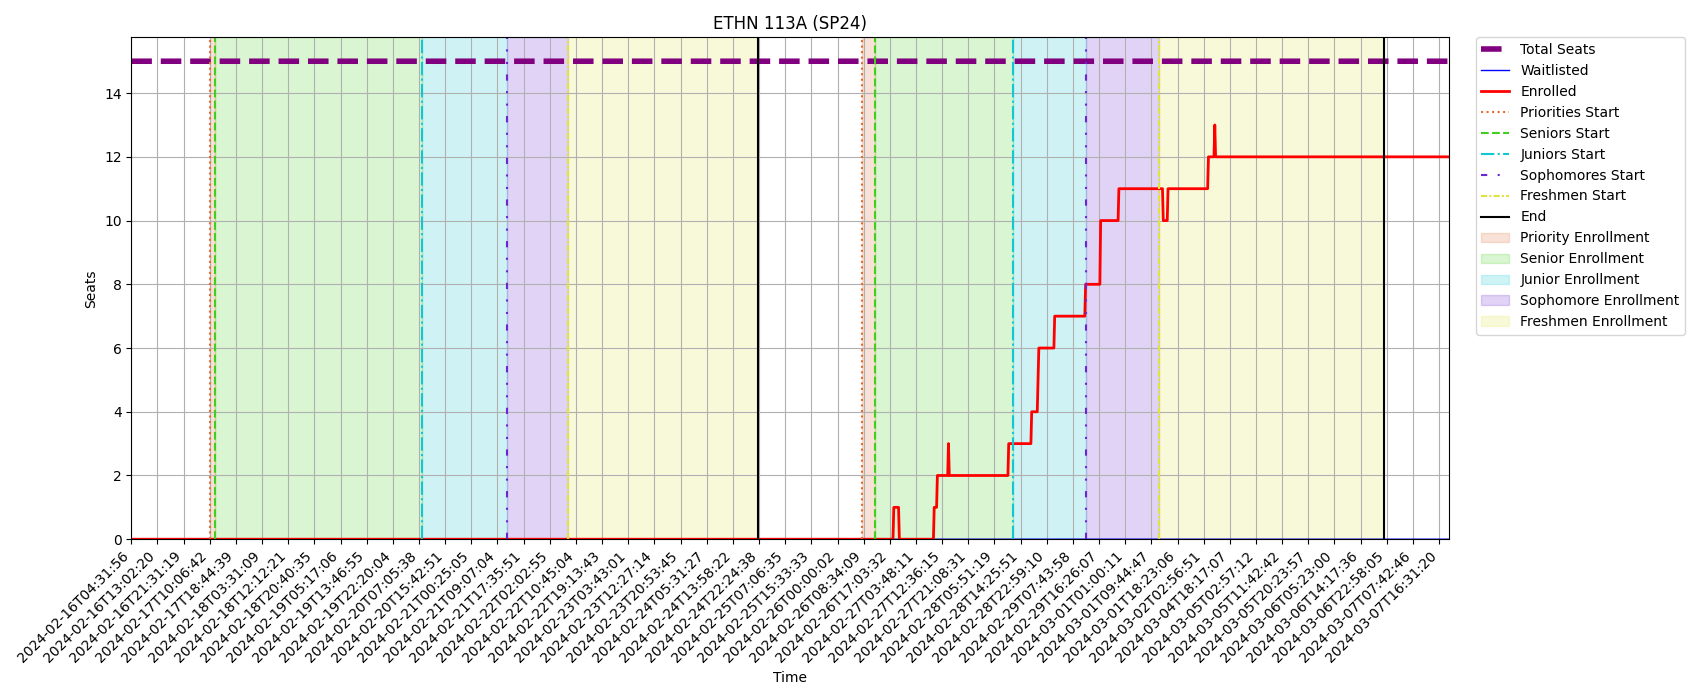 ETHN 113A (SP24)
Total Seats
Waitlisted
Enrolled
Priorities Start
Seniors Start
Juniors Start
Sophomores Start
Freshmen Start
End
Priority Enrollment
Senior Enrollment
Junior Enrollment
Sophomore Enrollment
Freshmen Enrollment
Seats
14
12
10
8
6
4
2
0
2024-02-16T04:31:56
2024-02-16T13:02:20
2024-02-16T21:31:19
2024-02-17T10:06:42
2024-02-17T18:44:39
2024-02-18T03:31:09
2024-02-18T12:12:21
2024-02-18T20:40:35
2024-02-19T05:17:06
2024-02-19T13:46:55
2024-02-19T22:20:04
2024-02-20T07:05:38
2024-02-20T15:42:51
2024-02-21T00:25:05
2024-02-21T09:07:04
2024-02-21T17:35:51
2024-02-22T02:02:55
2024-02-22T10:45:04
2024-02-22T19:13:43
2024-02-23T03:43:01
2024-02-23T12:27:14
2024-02-23T20:53:45
2024-02-24T05:31:27
2024-02-24T13:58:22
2024-02-24T22:24:38
2024-02-25T07:06:35
2024-02-25T15:33:33
2024-02-26T00:00:02
2024-02-26T08:34:09
2024-02-26T17:03:32
2024-02-27T03:48:11
2024-02-27T12:36:15
2024-02-27T21:08:31
2024-02-28T05:51:19
2024-02-28T14:25:51
2024-02-28T22:59:10
2024-02-29T07:43:58
2024-02-29T16:26:07
2024-03-01T01:00:11
2024-03-01T09:44:47
2024-03-01T18:23:06
2024-03-02T02:56:51
2024-03-04T18:17:07
2024-03-05T02:57:12
2024-03-05T11:42:42
2024-03-05T20:23:57
2024-03-06T05:23:00
2024-03-06T14:17:36
2024-03-06T22:58:05
2024-03-07T07:42:46
2024-03-07T16:31:20
Time